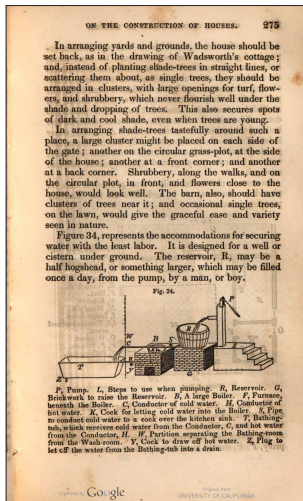 ON THE CONSTRUCTION OF HOUSES. 275
In arranging yards and grounds, the house should be
set back, as in the drawing of Wadsworth's cottage;
and, instead of planting shade-trees in straight lines, or
scattering them about, as single trees, they should be
arranged in clusters, with large openings for turf, flow-
ers, and shrubbery, which never flourish well under the
shade and dropping of trees. This also secures spots
of dark and cool shade, even when trees are young.
In arranging shade-trees tastefully around such a
place, a large cluster might be placed on each side of
the gate; another on the circular grass-plot, at the side
of the house; another at a front corner; and another
at a back corner. Shrubbery, along the walks, and on
the circular plot, in front, and flowers close to the
house, would look well. The barn, also, should have
clusters of trees near it; and occasional single trees,
on the lawn, would give the graceful ease and variety
seen in nature.
Figure 34, represents the accommodations for securing
water with the least labor. It is designed for a well or
cistern under ground. The reservoir, R, may be a
half hogshead, or something larger, which may be filled
once a day, from the pump, by a man, or boy.
Fig. 34.
P
R
W
C
B
S
H
K
T
F
G
L
Y
Z
P, Pump. L, Steps to use when pumping. R, Reservoir. G,
Brickwork to raise the Reservoir. B, A large Boiler. F, Furnace,
beneath the Boiler. C, Conductor of cold water. H, Conductor of
hot water. K, Cock for letting cold water into the Boiler. S, Pipe
to conduct cold water to a cock over the kitchen sink. T, Bathing-
tub, which receives cold water from the Conductor, C, and hot water
from the Conductor, H. W, Partition separating the Bathing-room
from the Wash-room. Y, Cock to draw off hot water. Z, Plug to
let off the water from the Bathing-tub into a drain.
Digitized by Google
Original from
UNIVERSITY OF CALIFORNIA